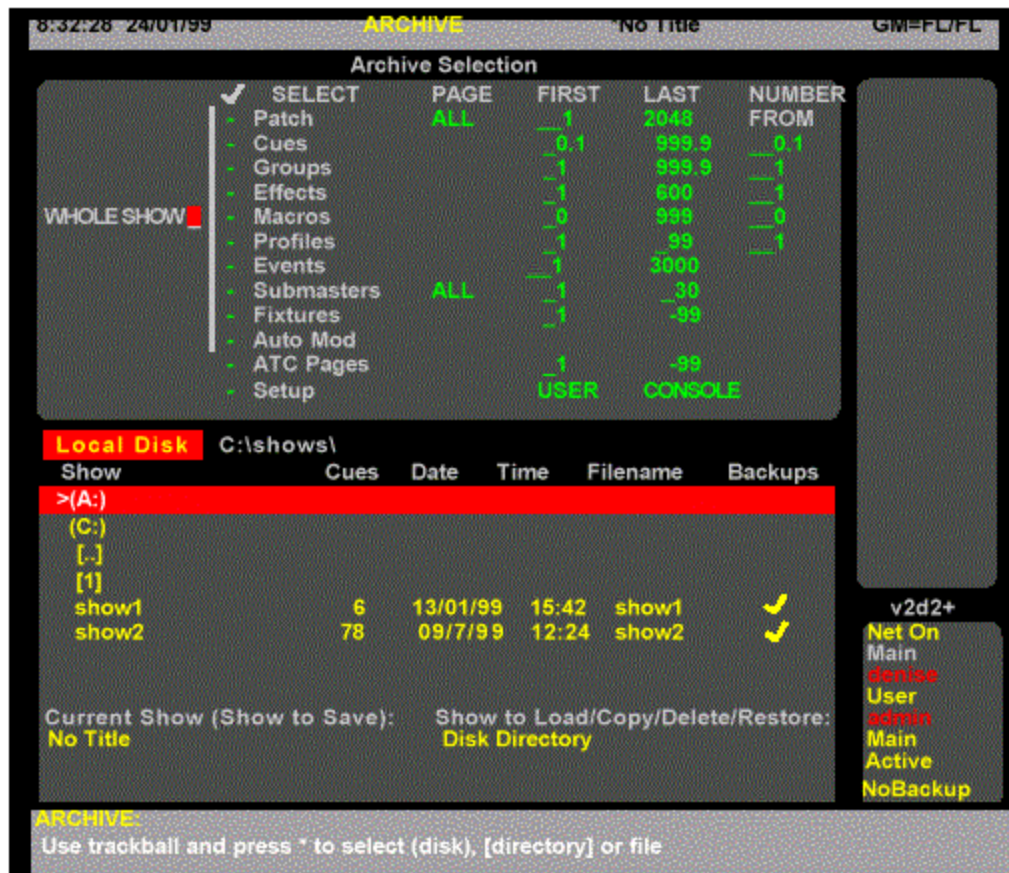 8:32:28 24/01/99 ARCHIVE *No Title GM=FL/FL
Archive Selection
✓ SELECT PAGE FIRST LAST NUMBER
- Patch ALL __1 2048 FROM
- Cues _0.1 999.9 __0.1
- Groups _1 999.9 __1
- Effects _1 600 __1
WHOLE SHOW_ - Macros _0 999 __0
- Profiles _1 _99 __1
- Events __1 3000
- Submasters ALL _1 _30
- Fixtures _1 -99
- Auto Mod
- ATC Pages _1 -99
- Setup USER CONSOLE
Local Disk C:\shows\
Show Cues Date Time Filename Backups
>(A:)
(C:)
[..]
[1]
show1 6 13/01/99 15:42 show1 ✓
show2 78 09/7/99 12:24 show2 ✓
Current Show (Show to Save): Show to Load/Copy/Delete/Restore:
No Title Disk Directory
v2d2+
Net On
Main
denise
User
admin
Main
Active
NoBackup
ARCHIVE:
Use trackball and press * to select (disk), [directory] or file